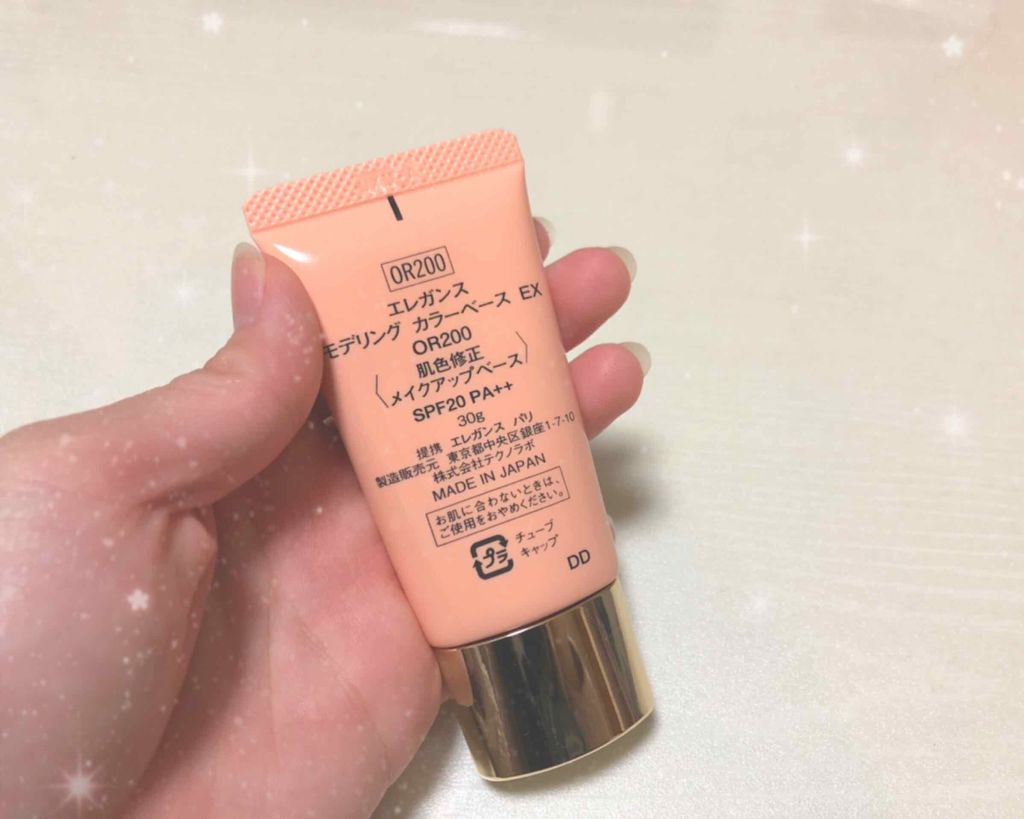 OR200
エレガンス
モデリング カラーベース EX
OR200
肌色修正
〈メイクアップベース〉
SPF20 PA++
30g
提携 エレガンス パリ
製造販売元 東京都中央区銀座1-7-10
株式会社テクノラボ
MADE IN JAPAN
お肌に合わないときは、
ご使用をおやめください。
プラ
チューブ
キャップ
DD